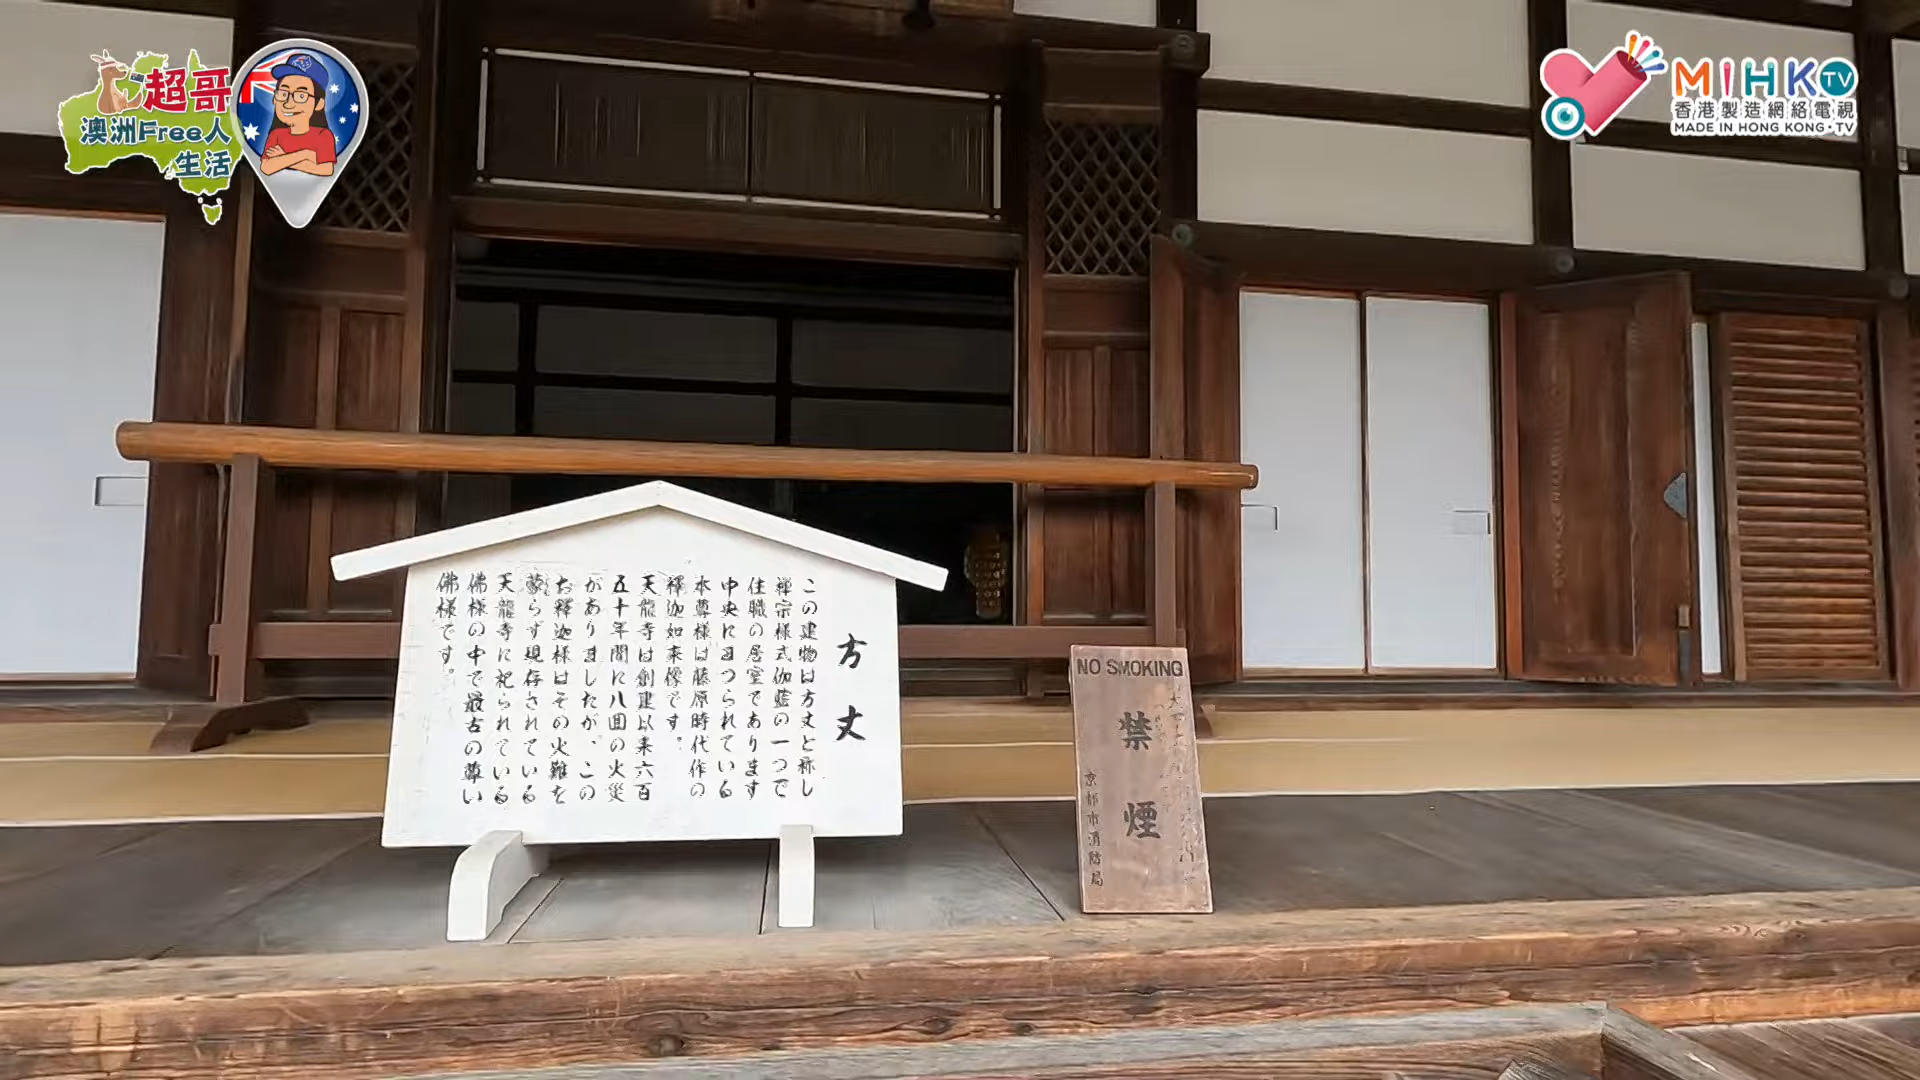 超哥
澳洲Free人
生活
MIHK TV
香港製造網絡電視
MADE IN HONG KONG・TV
方丈
この建物は方丈と称し
禅宗様式伽藍の一つで
住職の居室であります
中央にまつられている
本尊様は藤原時代作の
釋迦如来像です。
天龍寺は創建以来六百
五十年間に八回の火災
がありましたが、この
お釋迦様はその火難を
蒙らず現存されている
天龍寺に祀られている
佛様の中で最古の尊い
佛様です。
NO SMOKING
禁煙
京都市消防局